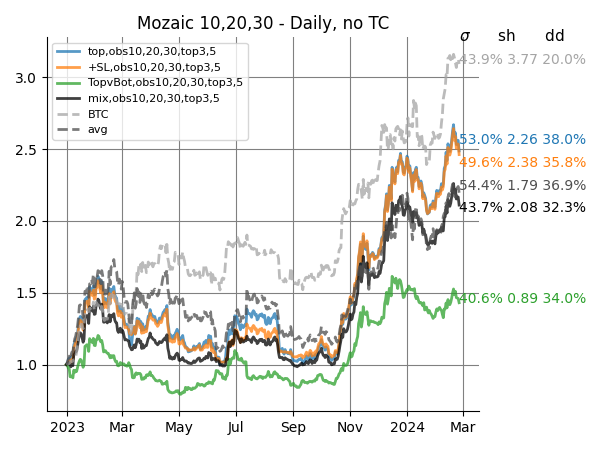 Mozaic 10,20,30 - Daily, no TC
σ sh dd
top,obs10,20,30,top3,5
+SL,obs10,20,30,top3,5
TopvBot,obs10,20,30,top3,5
mix,obs10,20,30,top3,5
BTC
avg
43.9% 3.77 20.0%
53.0% 2.26 38.0%
49.6% 2.38 35.8%
54.4% 1.79 36.9%
43.7% 2.08 32.3%
40.6% 0.89 34.0%
3.0
2.5
2.0
1.5
1.0
2023 Mar May Jul Sep Nov 2024 Mar